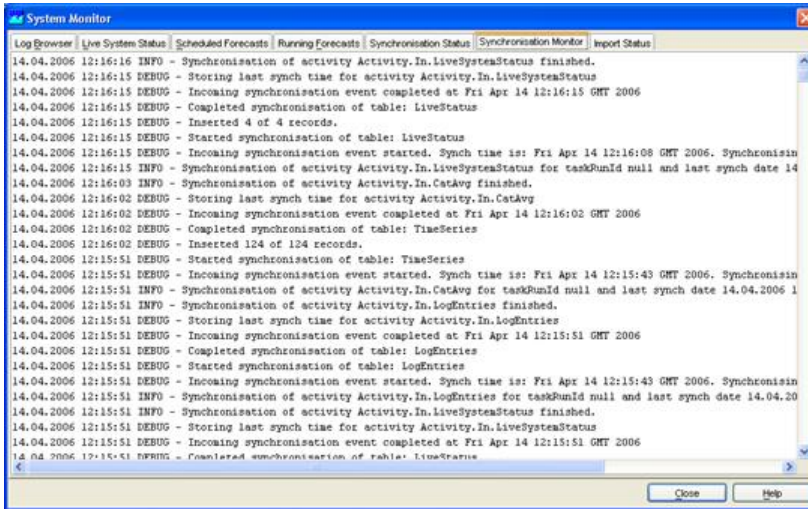 System Monitor
Log Browser Live System Status Scheduled Forecasts Running Forecasts Synchronisation Status Synchronisation Monitor Import Status
14.04.2006 12:16:16 INFO - Synchronisation of activity Activity.In.LiveSystemStatus finished.
14.04.2006 12:16:15 DEBUG - Storing last synch time for activity Activity.In.LiveSystemStatus
14.04.2006 12:16:15 DEBUG - Incoming synchronisation event completed at Fri Apr 14 12:16:15 GMT 2006
14.04.2006 12:16:15 DEBUG - Completed synchronisation of table: LiveStatus
14.04.2006 12:16:15 DEBUG - Inserted 4 of 4 records.
14.04.2006 12:16:15 DEBUG - Started synchronisation of table: LiveStatus
14.04.2006 12:16:15 DEBUG - Incoming synchronisation event started. Synch time is: Fri Apr 14 12:16:08 GMT 2006. Synchronisin
14.04.2006 12:16:15 INFO - Synchronisation of activity Activity.In.LiveSystemStatus for taskRunId null and last synch date 14
14.04.2006 12:16:03 INFO - Synchronisation of activity Activity.In.CatAvg finished.
14.04.2006 12:16:02 DEBUG - Storing last synch time for activity Activity.In.CatAvg
14.04.2006 12:16:02 DEBUG - Incoming synchronisation event completed at Fri Apr 14 12:16:02 GMT 2006
14.04.2006 12:16:02 DEBUG - Completed synchronisation of table: TimeSeries
14.04.2006 12:16:02 DEBUG - Inserted 124 of 124 records.
14.04.2006 12:15:51 DEBUG - Started synchronisation of table: TimeSeries
14.04.2006 12:15:51 DEBUG - Incoming synchronisation event started. Synch time is: Fri Apr 14 12:15:43 GMT 2006. Synchronisin
14.04.2006 12:15:51 INFO - Synchronisation of activity Activity.In.CatAvg for taskRunId null and last synch date 14.04.2006 1
14.04.2006 12:15:51 INFO - Synchronisation of activity Activity.In.LogEntries finished.
14.04.2006 12:15:51 DEBUG - Storing last synch time for activity Activity.In.LogEntries
14.04.2006 12:15:51 DEBUG - Incoming synchronisation event completed at Fri Apr 14 12:15:51 GMT 2006
14.04.2006 12:15:51 DEBUG - Completed synchronisation of table: LogEntries
14.04.2006 12:15:51 DEBUG - Started synchronisation of table: LogEntries
14.04.2006 12:15:51 DEBUG - Incoming synchronisation event started. Synch time is: Fri Apr 14 12:15:43 GMT 2006. Synchronisin
14.04.2006 12:15:51 INFO - Synchronisation of activity Activity.In.LogEntries for taskRunId null and last synch date 14.04.20
14.04.2006 12:15:51 INFO - Synchronisation of activity Activity.In.LiveSystemStatus finished.
14.04.2006 12:15:51 DEBUG - Storing last synch time for activity Activity.In.LiveSystemStatus
14.04.2006 12:15:51 DEBUG - Incoming synchronisation event completed at Fri Apr 14 12:15:51 GMT 2006
14.04.2006 12:15:51 DEBUG - Completed synchronisation of table: LiveStatus
Close Help